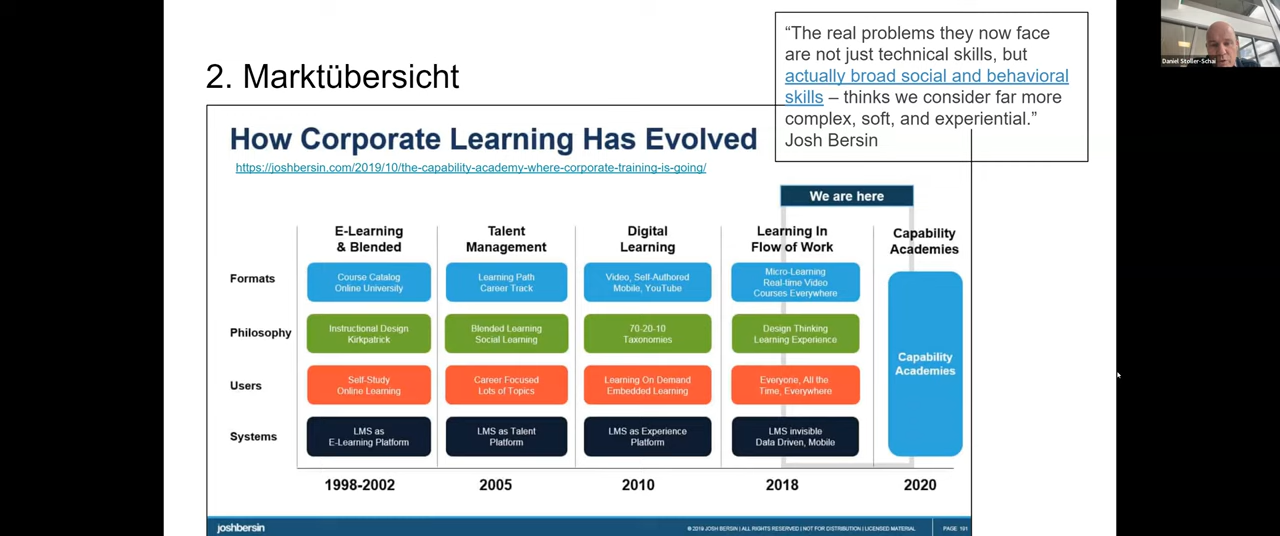 2. Marktübersicht
“The real problems they now face
are not just technical skills, but
actually broad social and behavioral
skills – thinks we consider far more
complex, soft, and experiential.”
Josh Bersin
How Corporate Learning Has Evolved
https://joshbersin.com/2019/10/the-capability-academy-where-corporate-training-is-going/
We are here
E-Learning
& Blended
Talent
Management
Digital
Learning
Learning In
Flow of Work
Capability
Academies
Formats
Course Catalog
Online University
Learning Path
Career Track
Video, Self-Authored
Mobile, YouTube
Micro-Learning
Real-time Video
Courses Everywhere
Philosophy
Instructional Design
Kirkpatrick
Blended Learning
Social Learning
70-20-10
Taxonomies
Design Thinking
Learning Experience
Capability
Academies
Users
Self-Study
Online Learning
Career Focused
Lots of Topics
Learning On Demand
Embedded Learning
Everyone, All the
Time, Everywhere
Systems
LMS as
E-Learning Platform
LMS as Talent
Platform
LMS as Experience
Platform
LMS invisible
Data Driven, Mobile
1998-2002
2005
2010
2018
2020
joshbersin
© 2019 JOSH BERSIN | ALL RIGHTS RESERVED | NOT FOR DISTRIBUTION | LICENSED MATERIAL
PAGE 191
Daniel Stoller-Schai